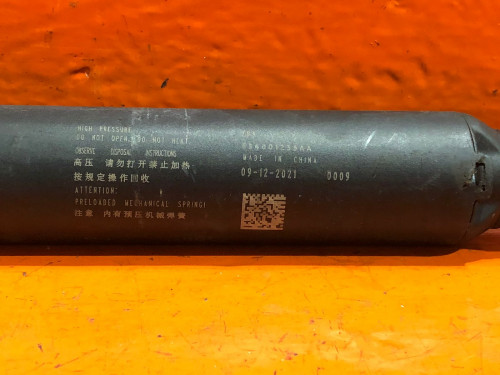 HIGH PRESSURE
DO NOT OPEN, DO NOT HEAT
OBSERVE DISPOSAL INSTRUCTIONS
高压 请勿打开禁止加热
按规定操作回收
ATTENTION:
PRELOADED MECHANICAL SPRING!
注意 内有预压机械弹簧
MADE IN CHINA
09-12-2021 0009